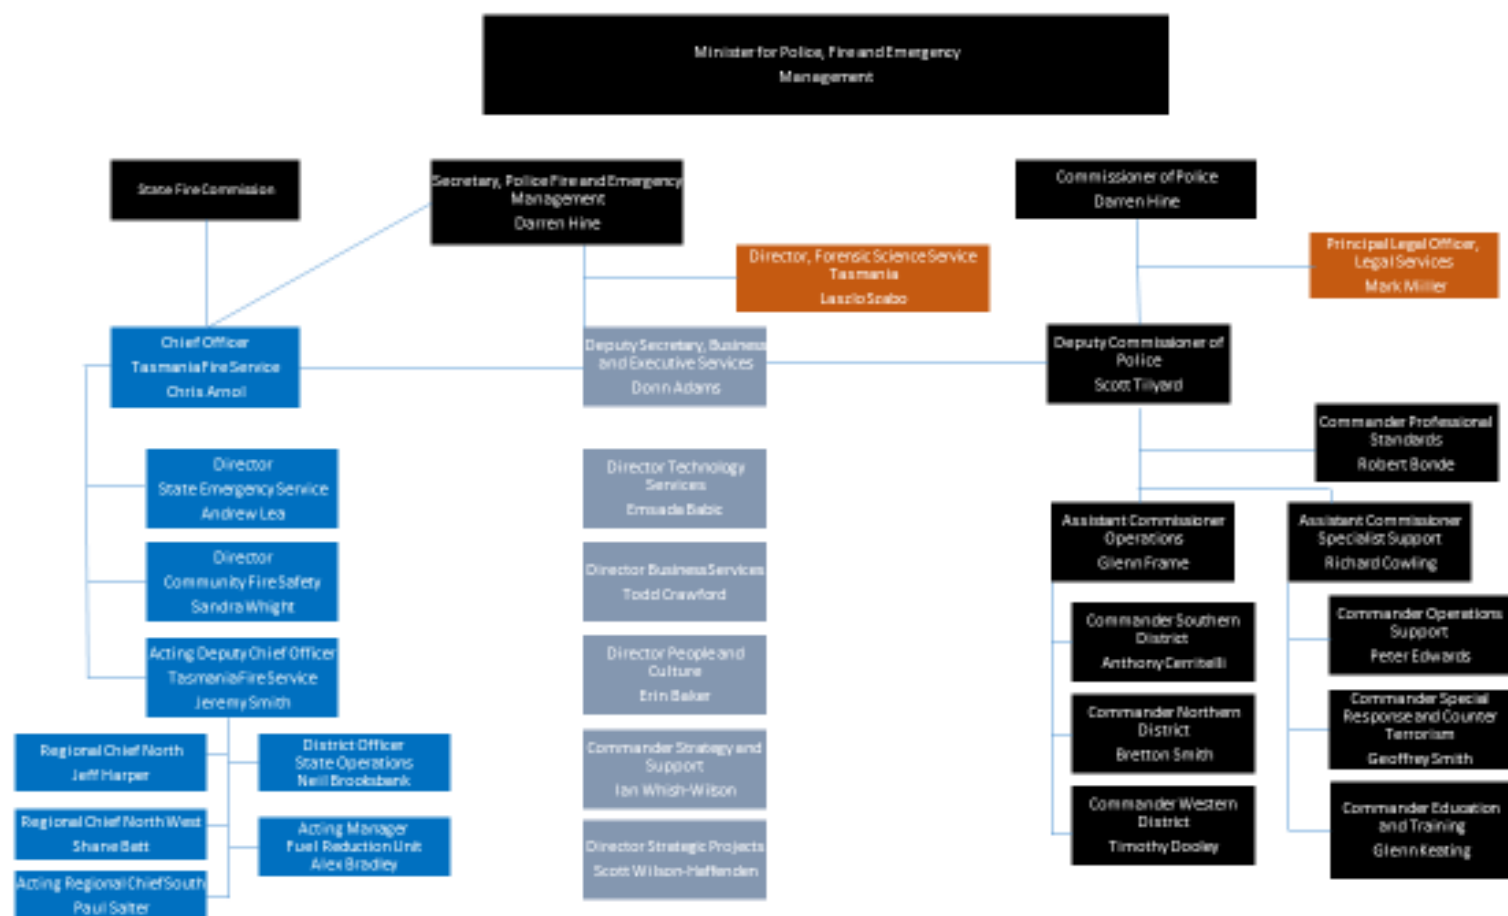 Minister for Police, Fire and Emergency
Management
State Fire Commission
Secretary, Police Fire and Emergency
Management
Darren Hine
Commissioner of Police
Darren Hine
Director, Forensic Science Service
Tasmania
Laszlo Szabo
Principal Legal Officer,
Legal Services
Mark Miller
Chief Officer
Tasmania Fire Service
Chris Arnol
Deputy Secretary, Business
and Executive Services
Donn Adams
Deputy Commissioner of
Police
Scott Tilyard
Commander Professional
Standards
Robert Bonde
Director
State Emergency Service
Andrew Lea
Director Technology
Services
Emsada Babic
Assistant Commissioner
Operations
Glenn Frame
Assistant Commissioner
Specialist Support
Richard Cowling
Director
Community Fire Safety
Sandra Whight
Director Business Services
Todd Crawford
Commander Southern
District
Anthony Cerritelli
Commander Operations
Support
Peter Edwards
Acting Deputy Chief Officer
Tasmania Fire Service
Jeremy Smith
Director People and
Culture
Erin Baker
Commander Northern
District
Bretton Smith
Commander Special
Response and Counter
Terrorism
Geoffrey Smith
Regional Chief North
Jeff Harper
District Officer
State Operations
Neil Brooksbank
Commander Strategy and
Support
Ian Whish-Wilson
Commander Western
District
Timothy Dooley
Commander Education
and Training
Glenn Keating
Regional Chief North West
Shane Batt
Acting Manager
Fuel Reduction Unit
Alex Bradley
Director Strategic Projects
Scott Wilson-Haffenden
Acting Regional Chief South
Paul Salter